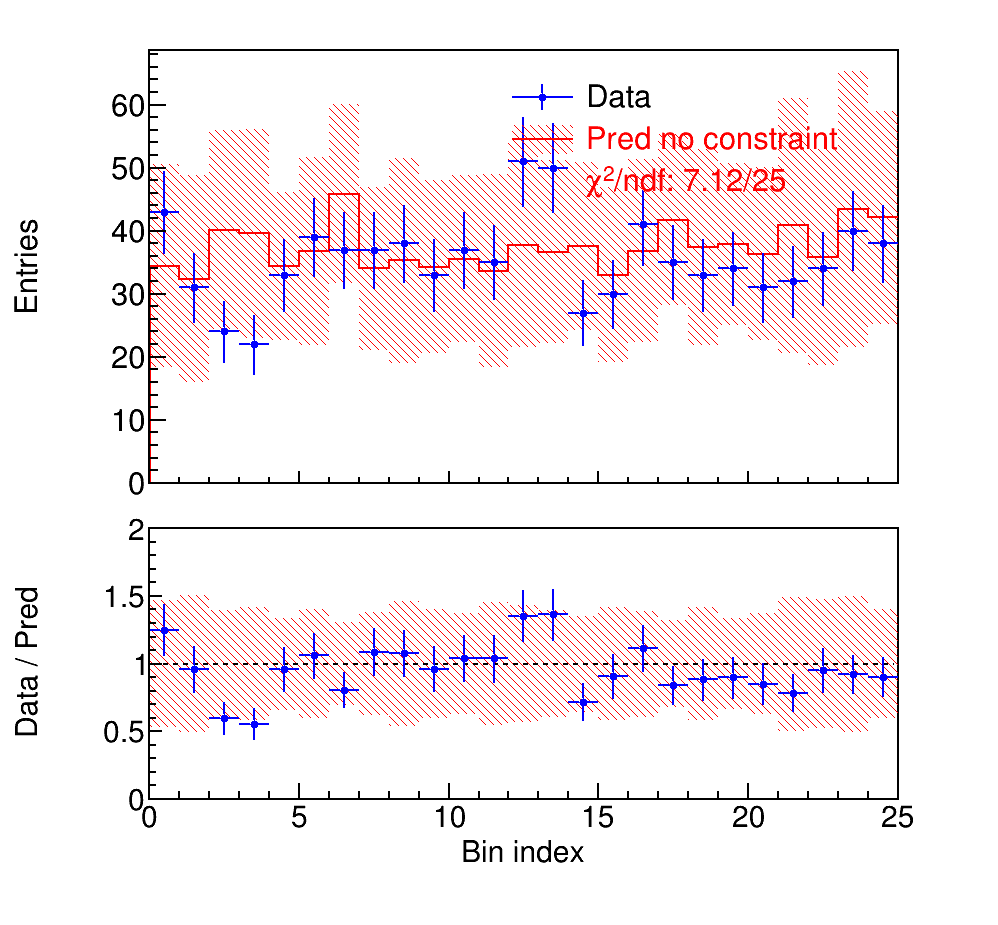 Entries
60
50
40
30
20
10
0
Data
Pred no constraint
χ²/ndf: 7.12/25
Data / Pred
2
1.5
1
0.5
0
0 5 10 15 20 25
Bin index